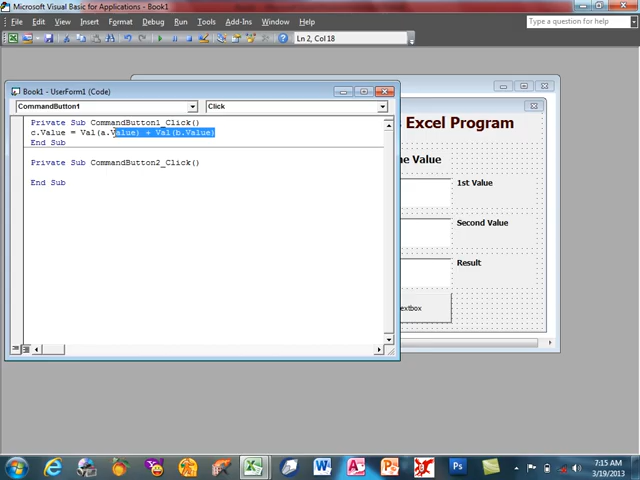 Microsoft Visual Basic for Applications - Book1
File Edit View Insert Format Debug Run Tools Add-Ins Window Help
Type a question for help
Ln 2, Col 18
Book1 - UserForm1 (Code)
CommandButton1
Click
Private Sub CommandButton1_Click()
c.Value = Val(a.Value) + Val(b.Value)
End Sub
Private Sub CommandButton2_Click()
End Sub
s Excel Program
he Value
1st Value
Second Value
Result
extbox
7:15 AM
3/19/2013